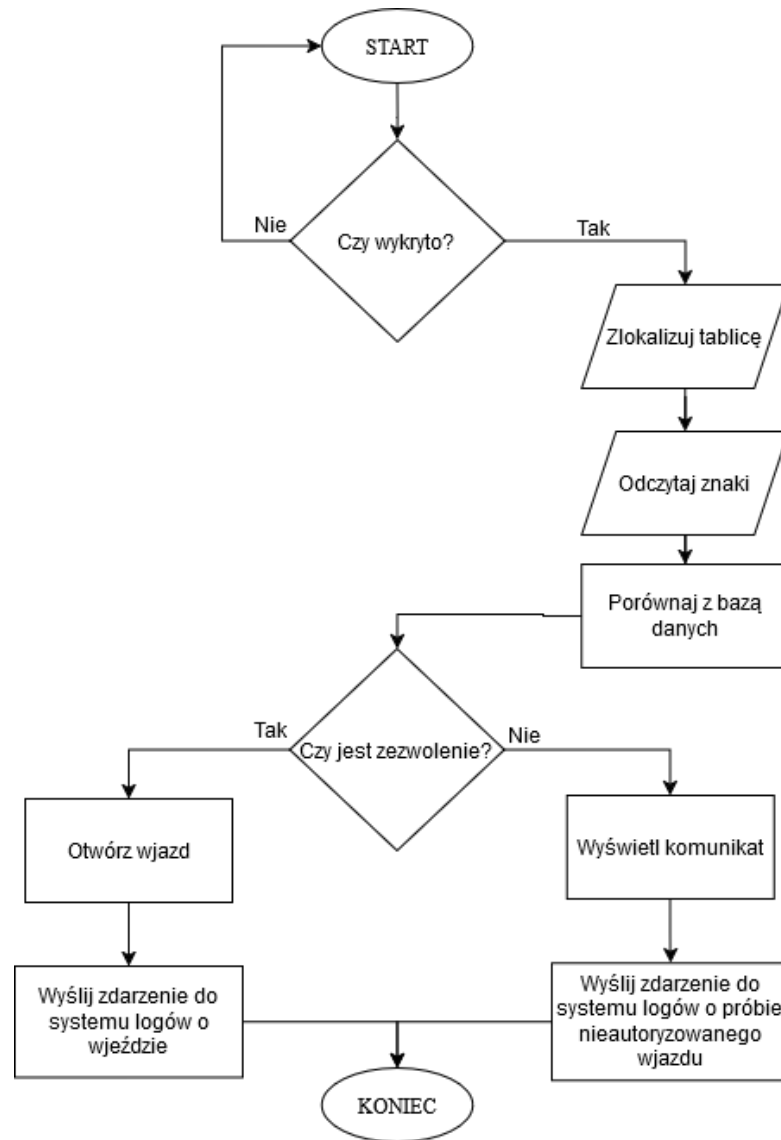 START
Nie
Czy wykryto?
Tak
Zlokalizuj tablicę
Odczytaj znaki
Porównaj z bazą
danych
Tak
Czy jest zezwolenie?
Nie
Otwórz wjazd
Wyświetl komunikat
Wyślij zdarzenie do
systemu logów o
wjeździe
Wyślij zdarzenie do
systemu logów o próbie
nieautoryzowanego
wjazdu
KONIEC